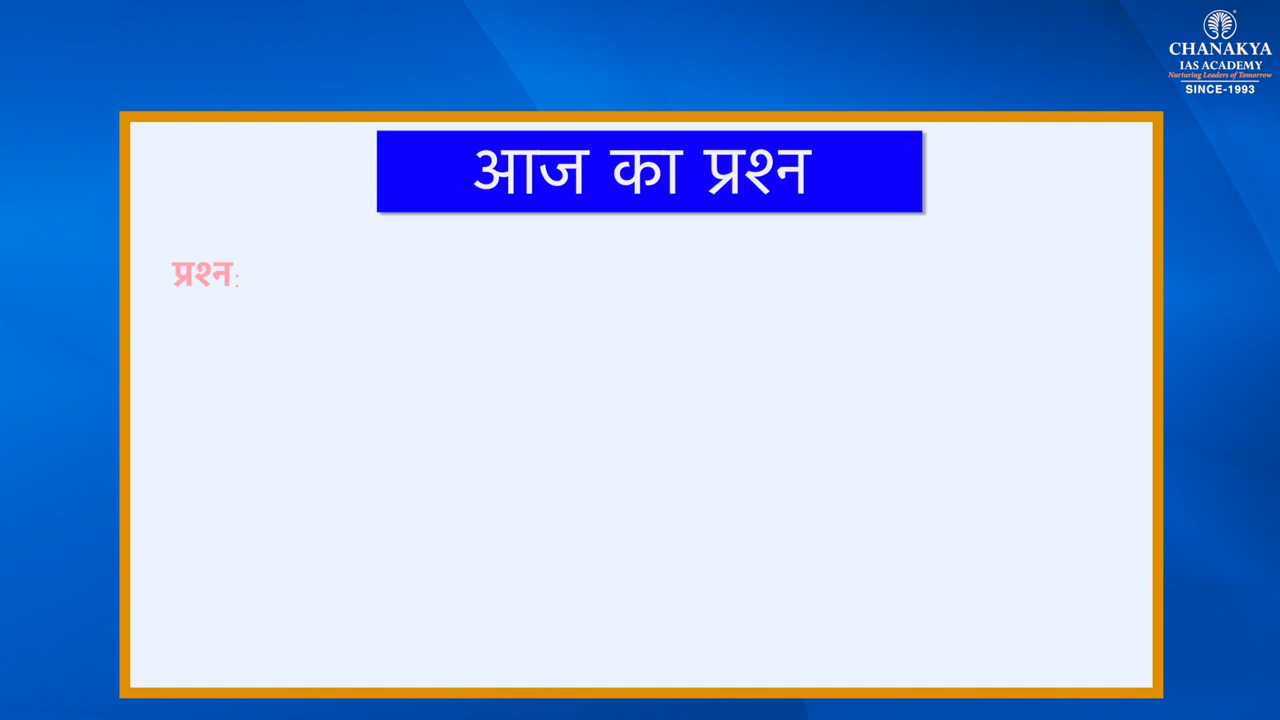 CHANAKYA
IAS ACADEMY
Nurturing Leaders of Tomorrow
SINCE-1993
आज का प्रश्न
प्रश्न: